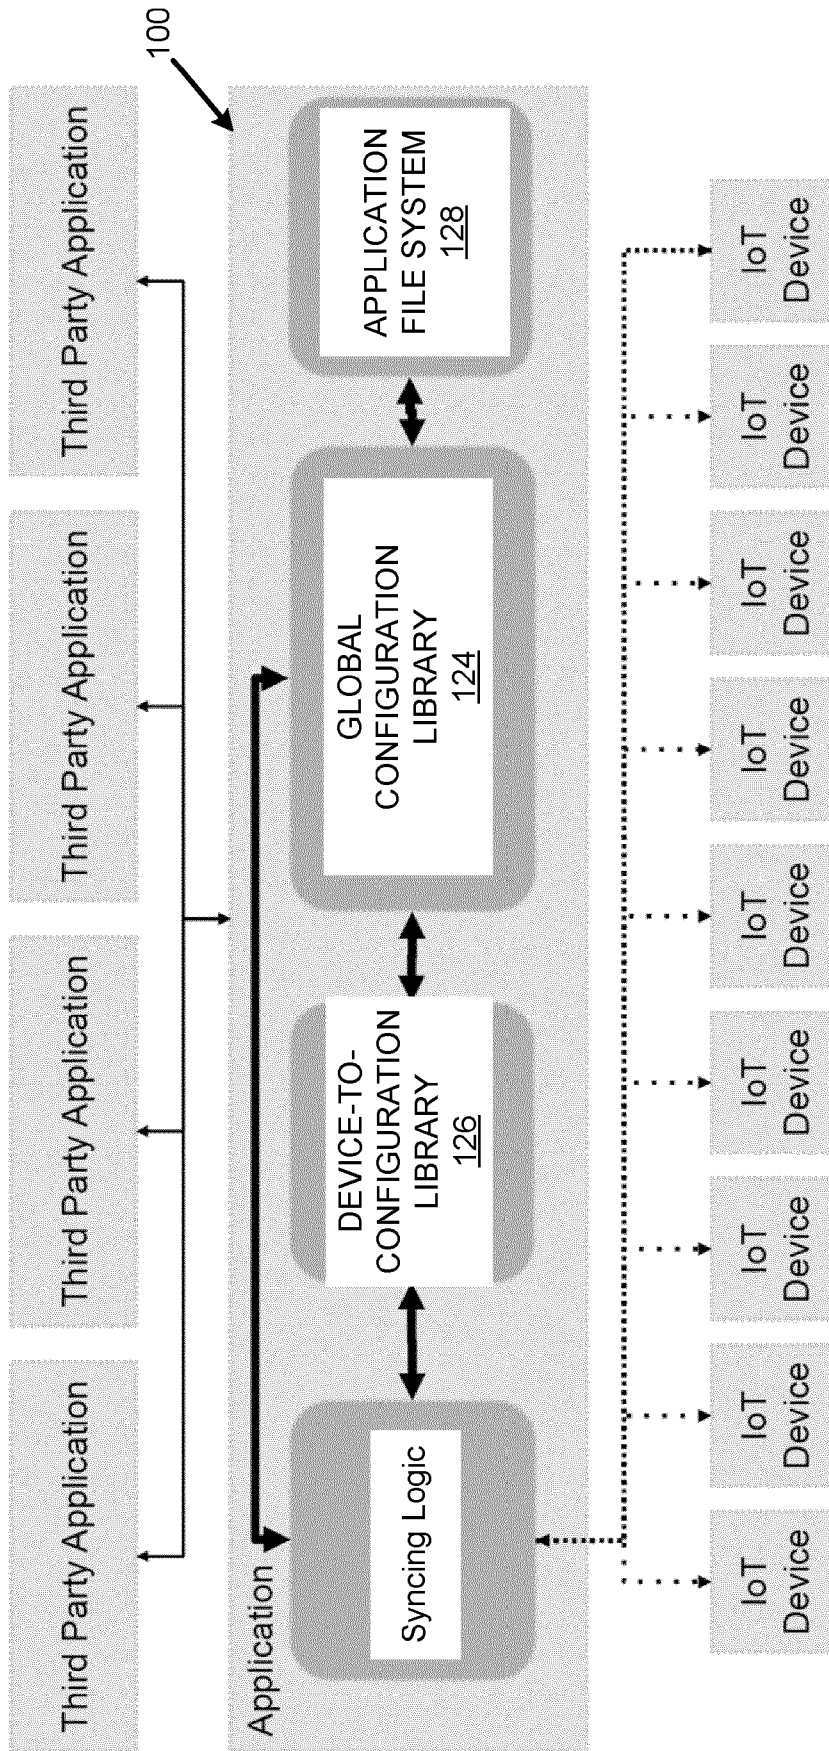 Third Party Application
Third Party Application
Third Party Application
Third Party Application
100
Application
Syncing Logic
DEVICE-TO-
CONFIGURATION
LIBRARY
126
GLOBAL
CONFIGURATION
LIBRARY
124
APPLICATION
FILE SYSTEM
128
IoT
Device
IoT
Device
IoT
Device
IoT
Device
IoT
Device
IoT
Device
IoT
Device
IoT
Device
IoT
Device